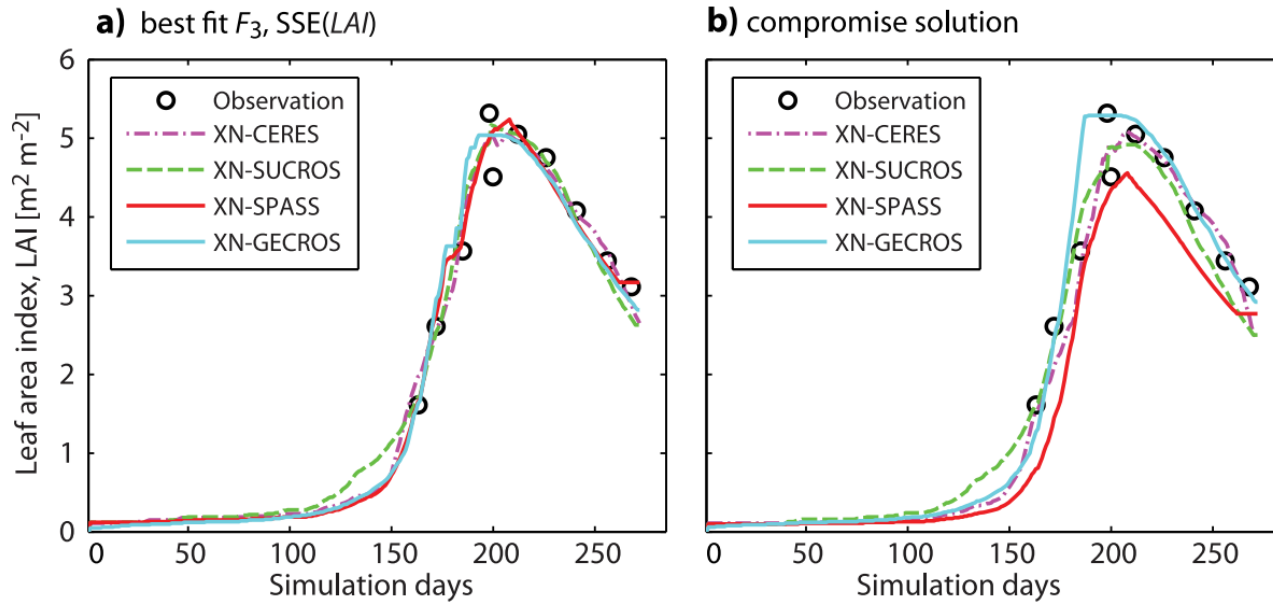 a) best fit F₃, SSE(LAI)
6
5
4
3
2
1
0
Leaf area index, LAI [m² m⁻²]
Observation
XN-CERES
XN-SUCROS
XN-SPASS
XN-GECROS
0 50 100 150 200 250
Simulation days
b) compromise solution
Observation
XN-CERES
XN-SUCROS
XN-SPASS
XN-GECROS
0 50 100 150 200 250
Simulation days